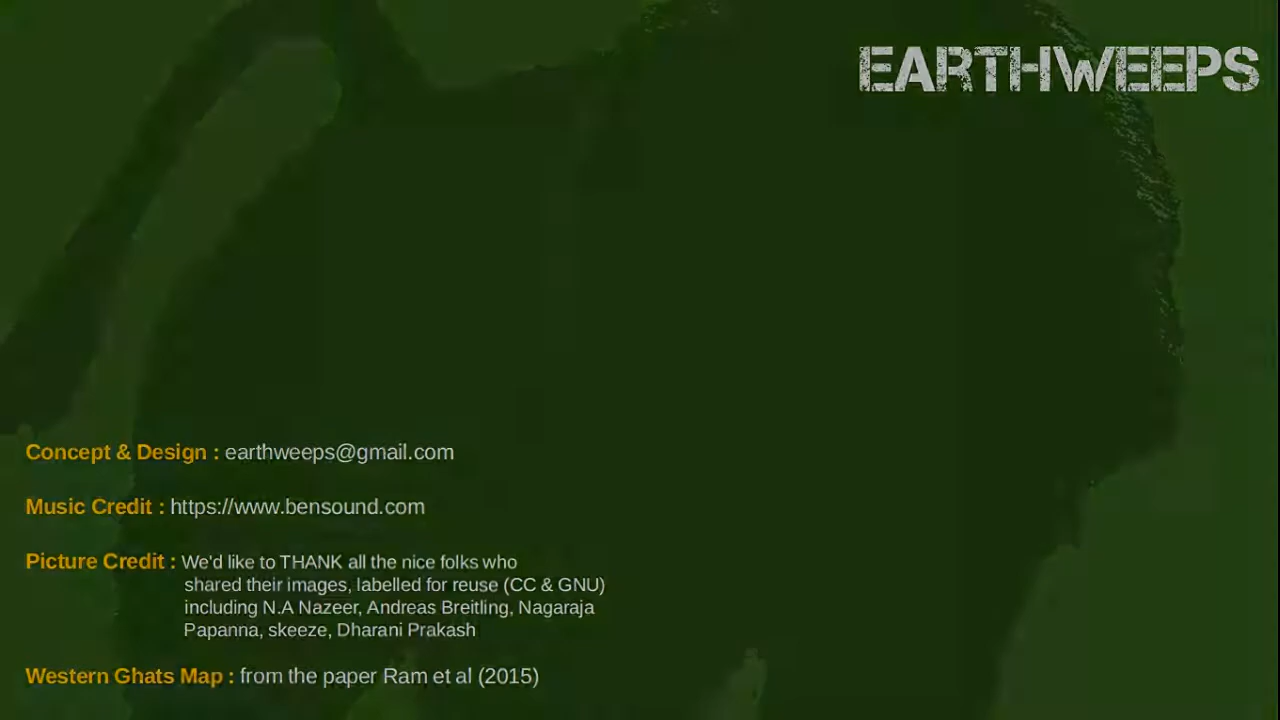 EARTHWEEPS
Concept & Design : earthweeps@gmail.com
Music Credit : https://www.bensound.com
Picture Credit : We'd like to THANK all the nice folks who
shared their images, labelled for reuse (CC & GNU)
including N.A Nazeer, Andreas Breitling, Nagaraja
Papanna, skeeze, Dharani Prakash
Western Ghats Map : from the paper Ram et al (2015)